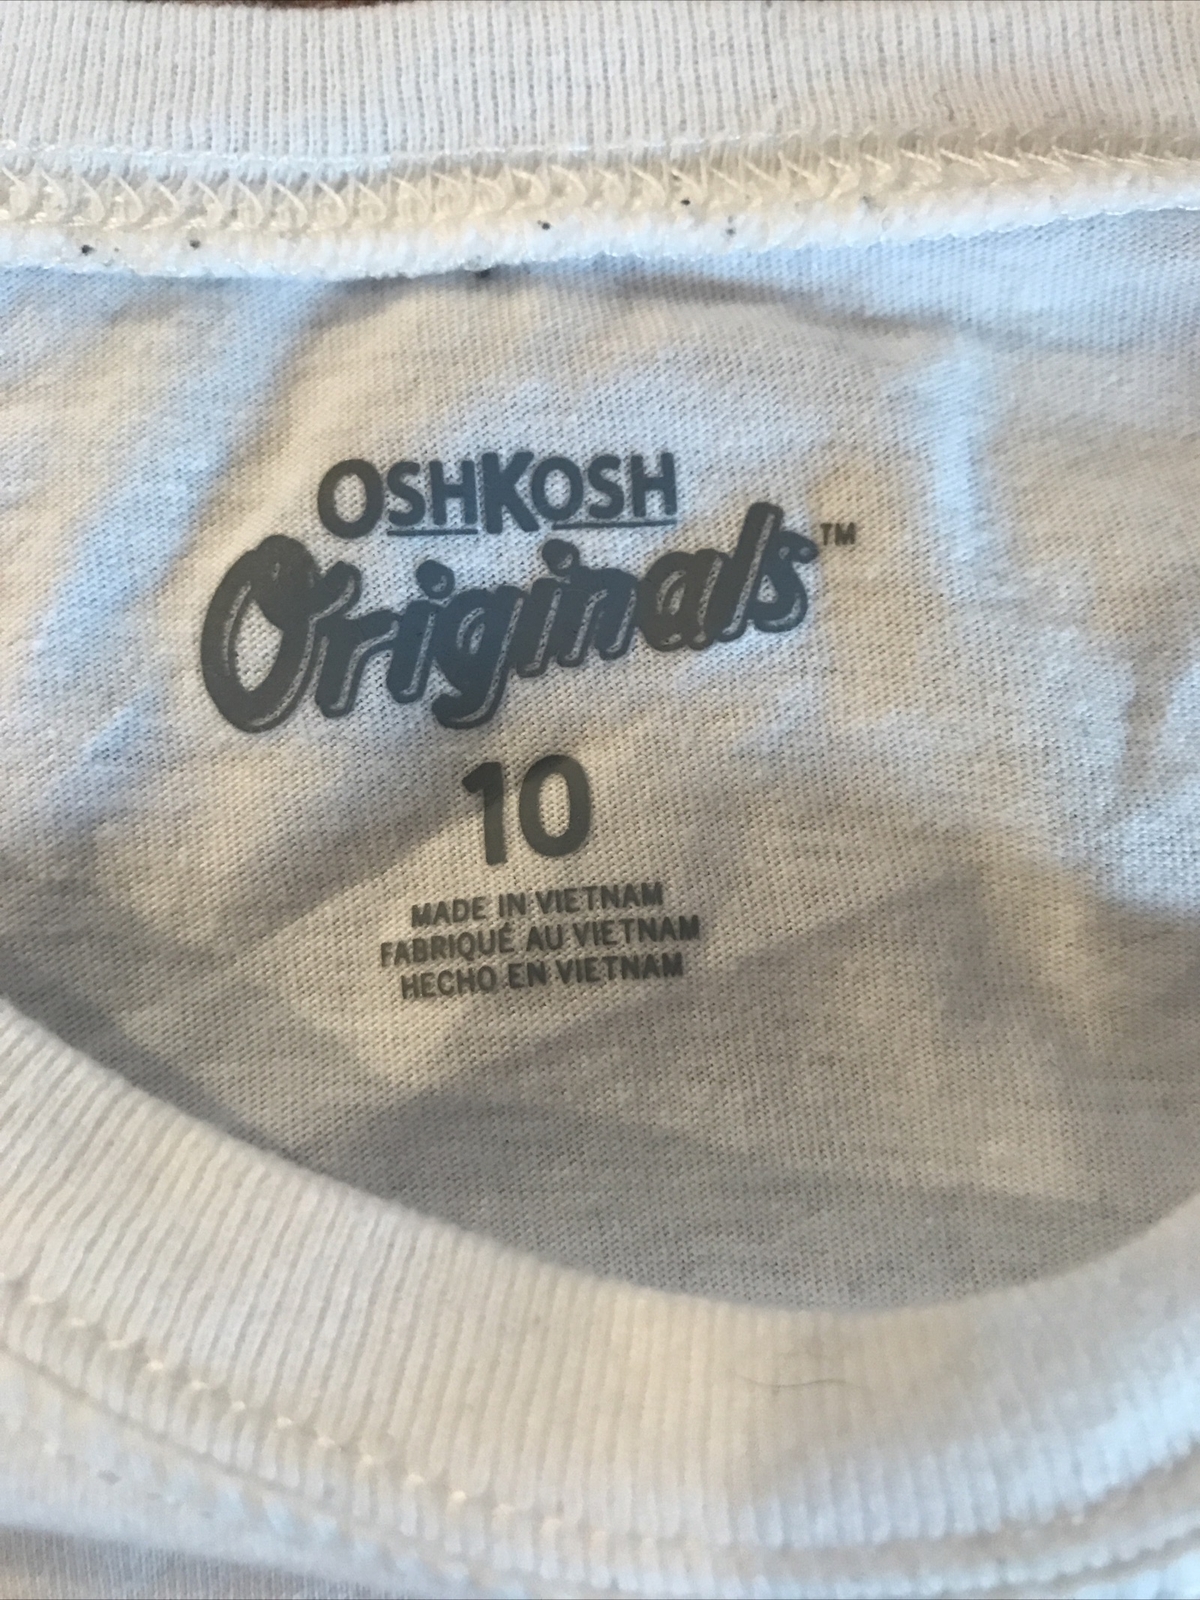 OSHKOSH
Originals™
10
MADE IN VIETNAM
FABRIQUÉ AU VIETNAM
HECHO EN VIETNAM